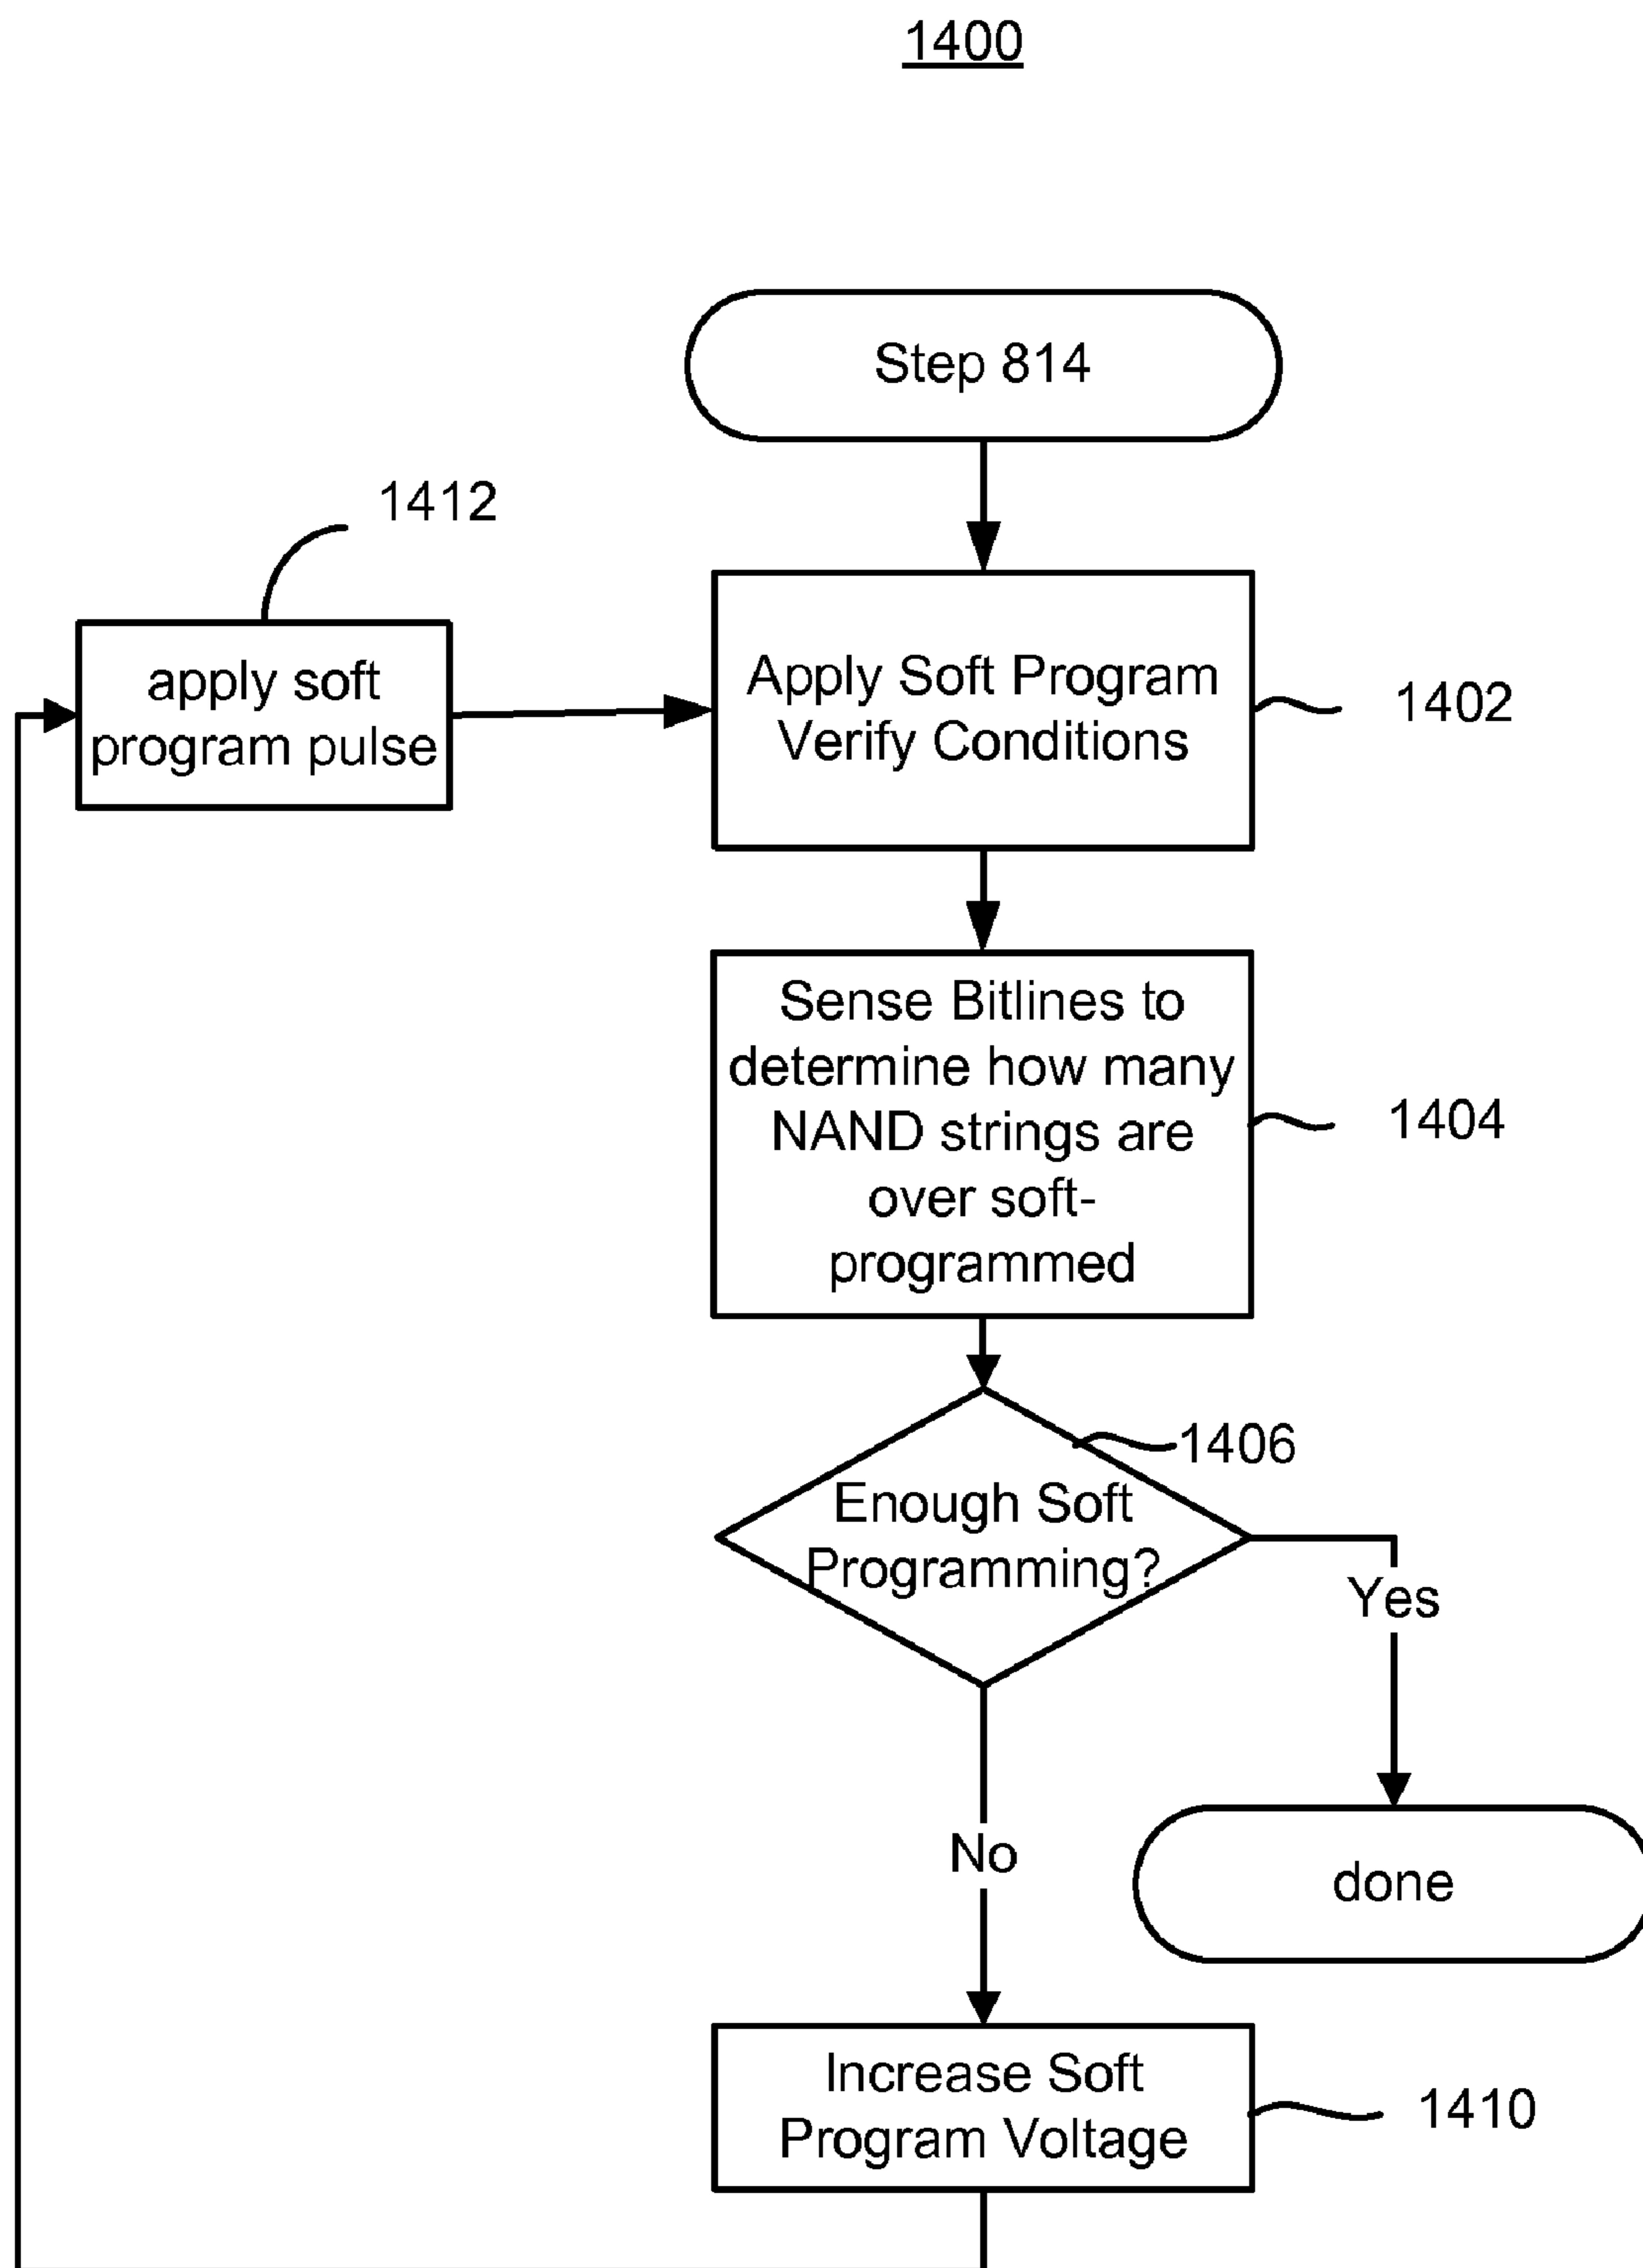 1400
Step 814
1412
apply soft
program pulse
Apply Soft Program
Verify Conditions
1402
Sense Bitlines to
determine how many
NAND strings are
over soft-
programmed
1404
1406
Enough Soft
Programming?
Yes
No
done
Increase Soft
Program Voltage
1410